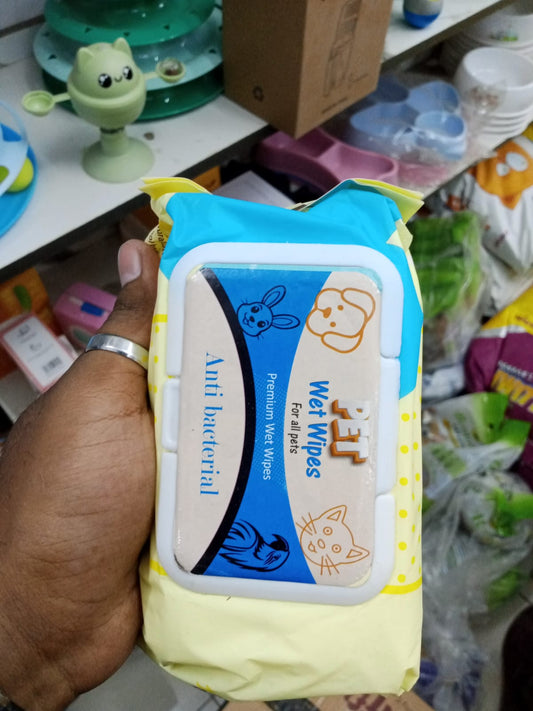 PET
Wet Wipes
For all pets
Premium Wet Wipes
Anti bacterial